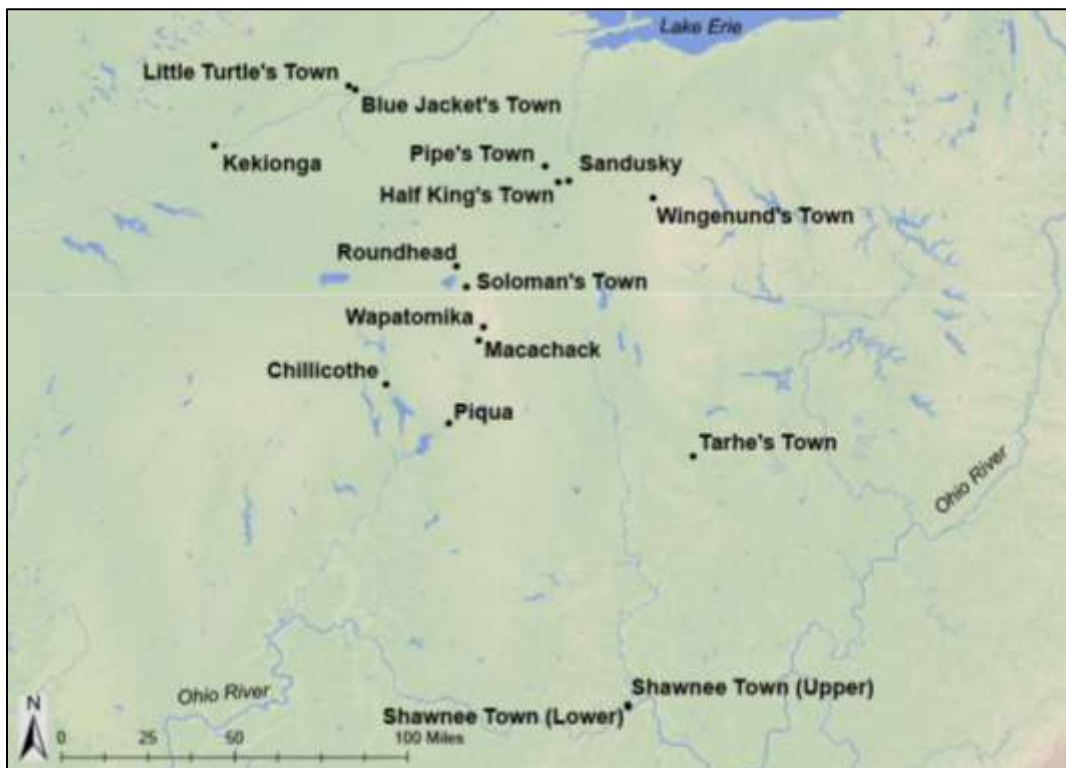 Lake Erie
Little Turtle's Town
Blue Jacket's Town
Kekionga
Pipe's Town
Sandusky
Half King's Town
Wingenund's Town
Roundhead
Soloman's Town
Wapatomika
Macachack
Chillicothe
Piqua
Tarhe's Town
Ohio River
Shawnee Town (Upper)
Ohio River
Shawnee Town (Lower)
N
0 25 50 100 Miles